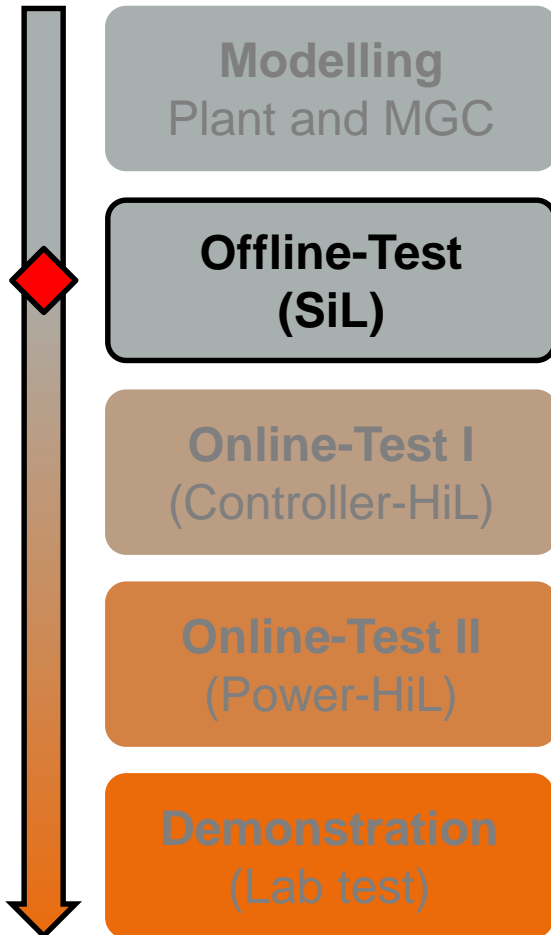 Modelling
Plant and MGC
Offline-Test
(SiL)
Online-Test I
(Controller-HiL)
Online-Test II
(Power-HiL)
Demonstration
(Lab test)